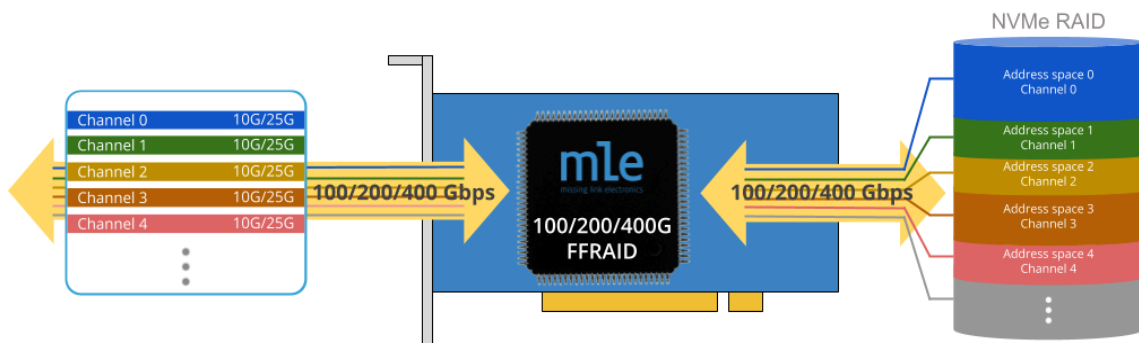 NVMe RAID
Channel 0 10G/25G
Channel 1 10G/25G
Channel 2 10G/25G
Channel 3 10G/25G
Channel 4 10G/25G
100/200/400 Gbps
mle
missing link electronics
100/200/400G
FFRAID
100/200/400 Gbps
Address space 0
Channel 0
Address space 1
Channel 1
Address space 2
Channel 2
Address space 3
Channel 3
Address space 4
Channel 4